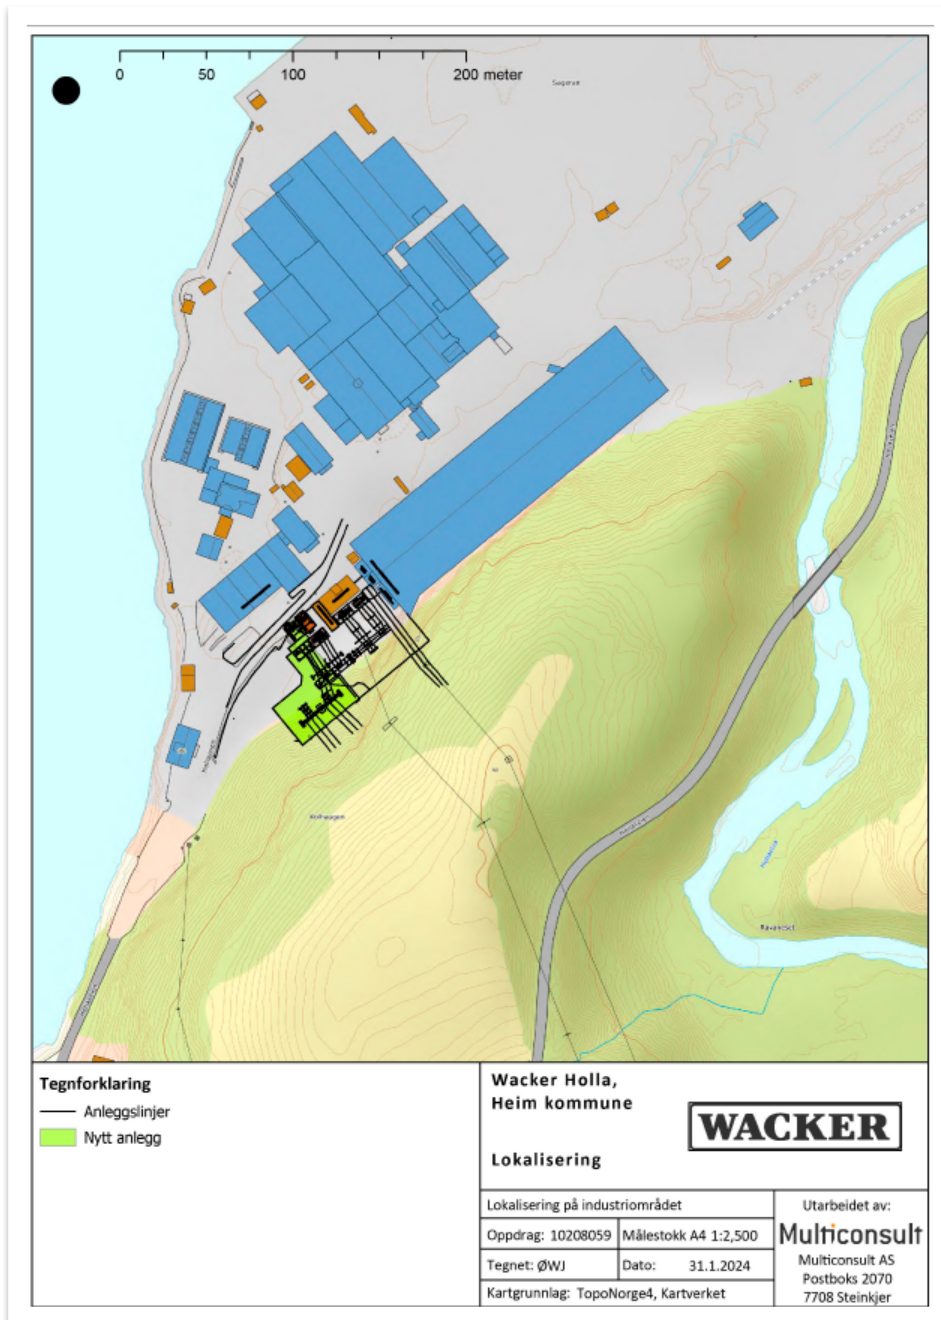 0 50 100 200 meter
Kvrhaugen
Ravaneset
Tegnforklaring
Anleggslinjer
Nytt anlegg
Wacker Holla,
Heim kommune
WACKER
Lokalisering
Lokalisering på industriområdet
Oppdrag: 10208059
Målestokk A4 1:2,500
Tegnet: ØWJ
Dato: 31.1.2024
Kartgrunnlag: TopoNorge4, Kartverket
Utarbeidet av:
Multiconsult
Multiconsult AS
Postboks 2070
7708 Steinkjer